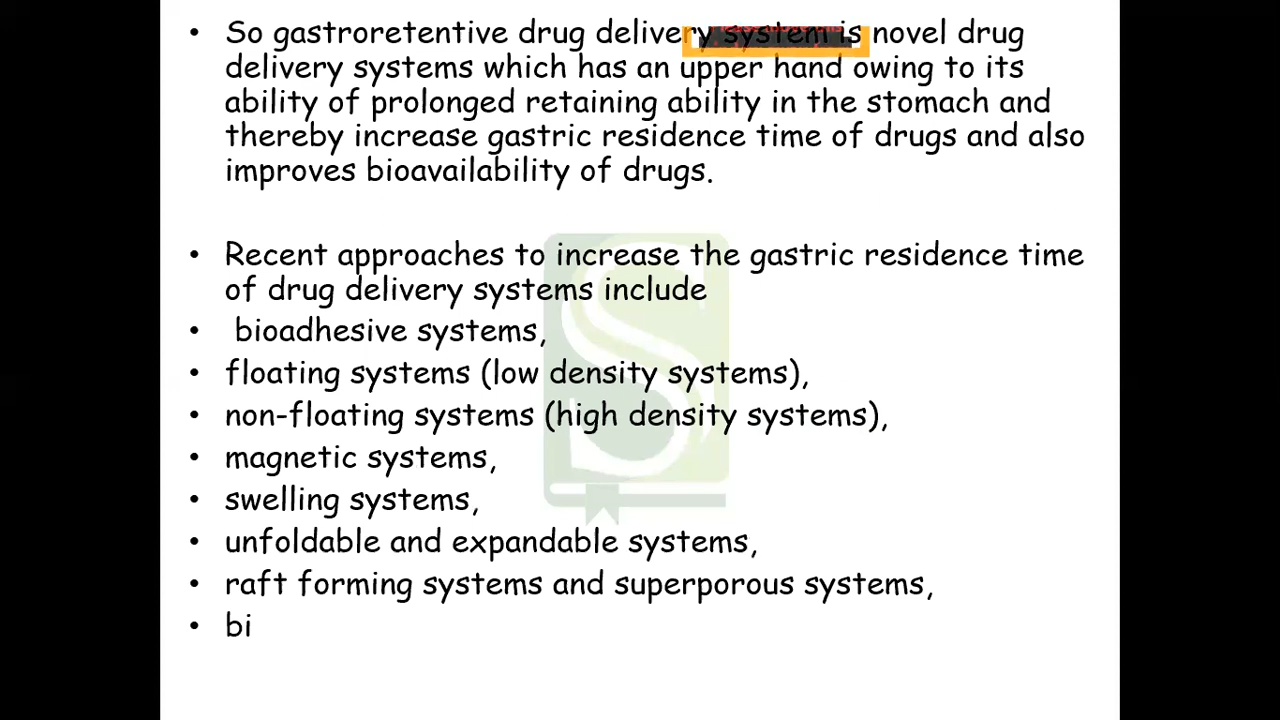 • So gastroretentive drug delivery system is novel drug
delivery systems which has an upper hand owing to its
ability of prolonged retaining ability in the stomach and
thereby increase gastric residence time of drugs and also
improves bioavailability of drugs.
• Recent approaches to increase the gastric residence time
of drug delivery systems include
• bioadhesive systems,
• floating systems (low density systems),
• non-floating systems (high density systems),
• magnetic systems,
• swelling systems,
• unfoldable and expandable systems,
• raft forming systems and superporous systems,
• bi